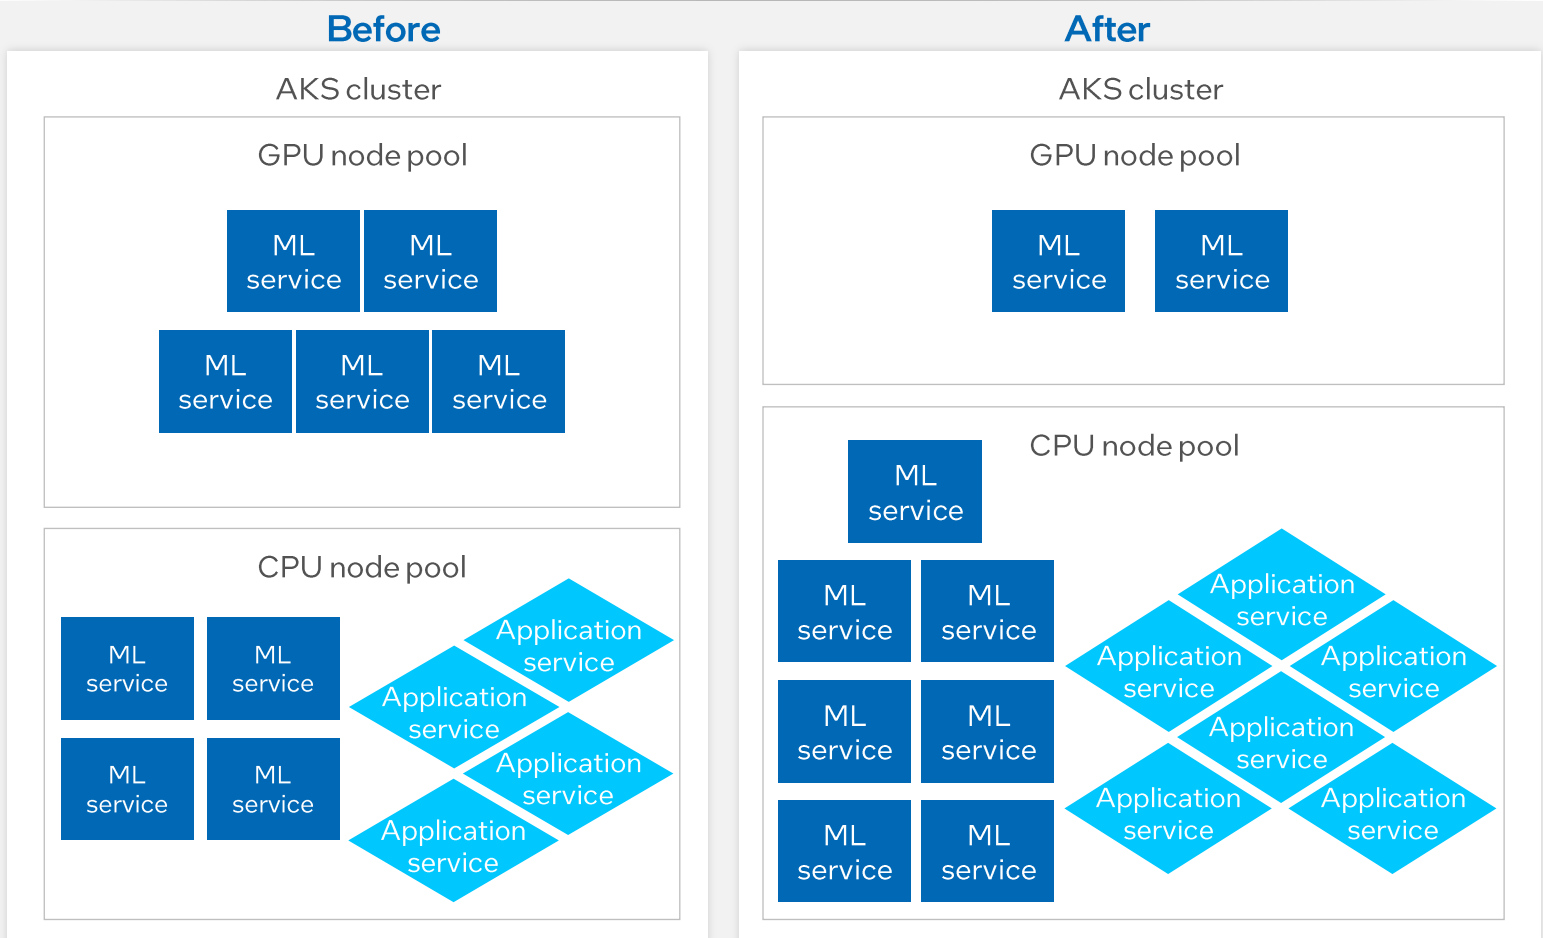 Before
AKS cluster
GPU node pool
ML
service
ML
service
ML
service
ML
service
ML
service
CPU node pool
ML
service
ML
service
ML
service
ML
service
Application
service
Application
service
Application
service
Application
service
After
AKS cluster
GPU node pool
ML
service
ML
service
CPU node pool
ML
service
ML
service
ML
service
ML
service
ML
service
ML
service
ML
service
Application
service
Application
service
Application
service
Application
service
Application
service
Application
service